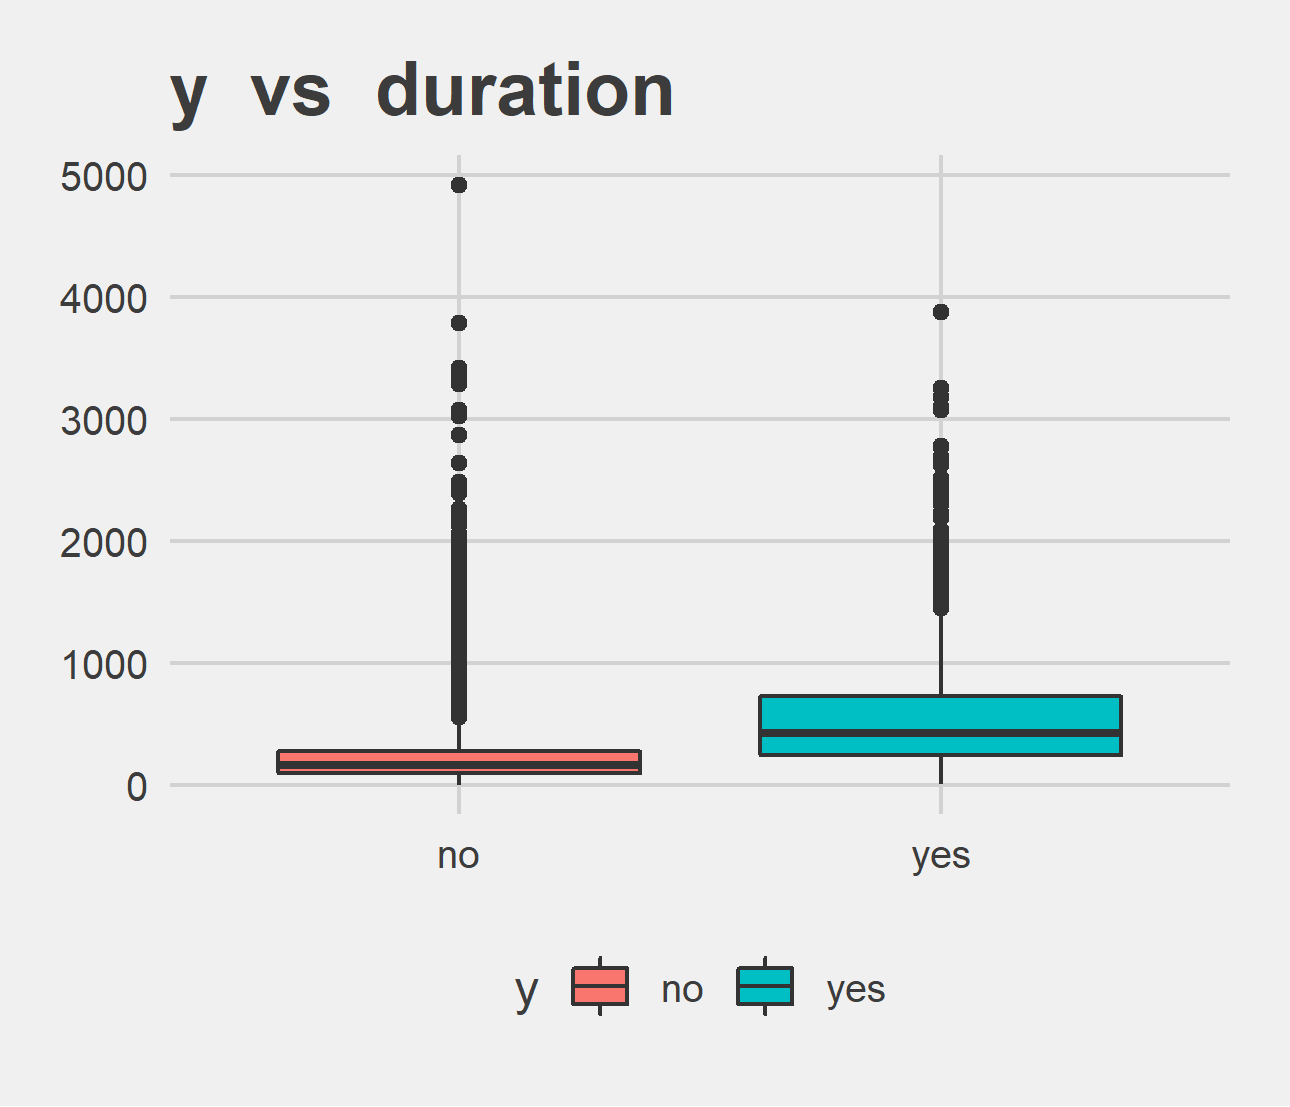 y vs duration
5000
4000
3000
2000
1000
0
no yes
y no yes